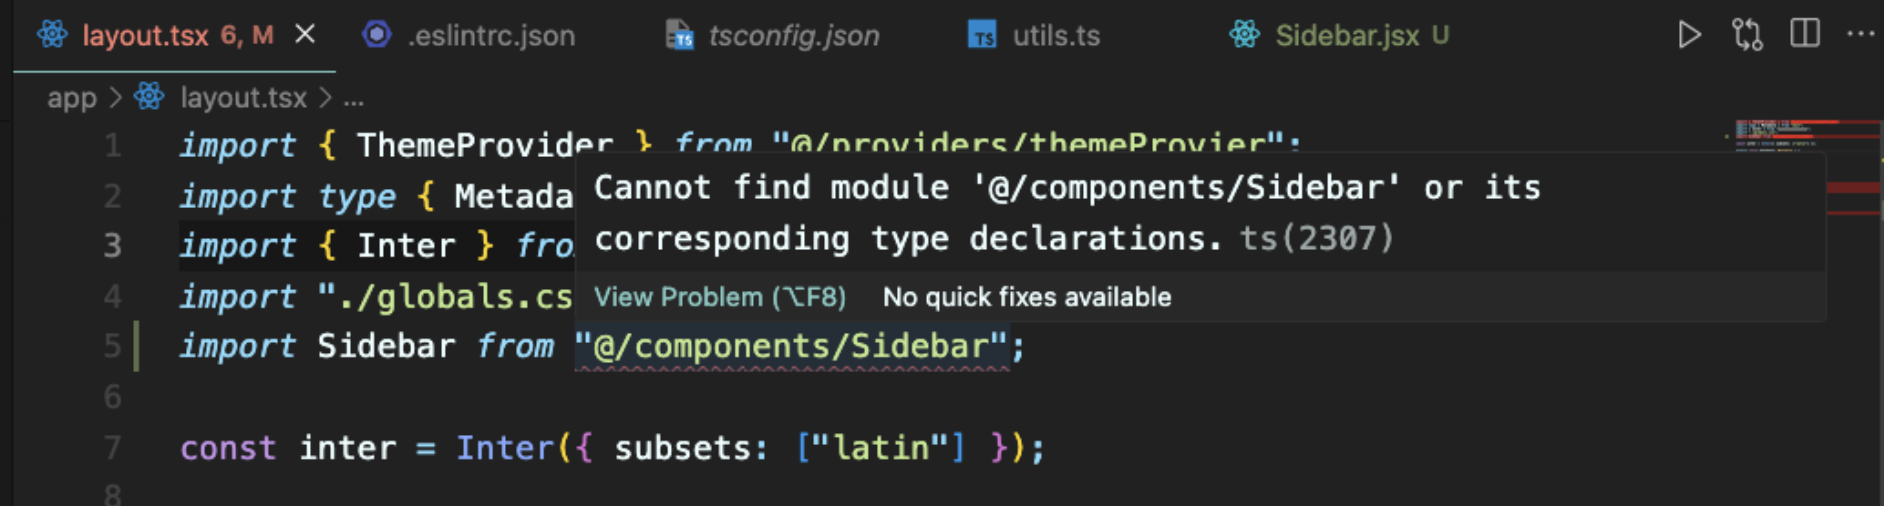 layout.tsx 6, M .eslintrc.json tsconfig.json TS utils.ts Sidebar.jsx U
app > layout.tsx > ...
1 import { ThemeProvider } from "@/providers/themeProvier";
2 import type { Metada
3 import { Inter } fro
4 import "./globals.cs
Cannot find module '@/components/Sidebar' or its
corresponding type declarations. ts(2307)
View Problem (⌥F8) No quick fixes available
5 import Sidebar from "@/components/Sidebar";
6
7 const inter = Inter({ subsets: ["latin"] });
8